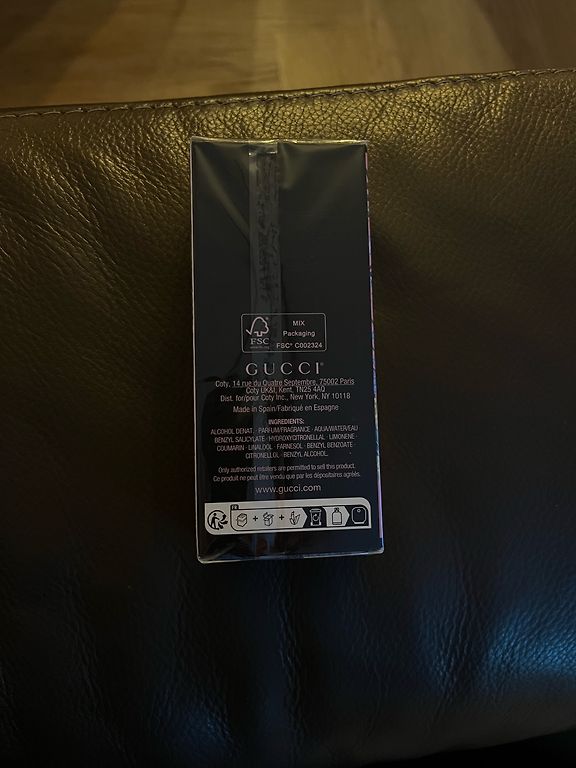 MIX
Packaging
FSC
FSC® C002324
GUCCI®
Coty, 14 rue du Quatre Septembre, 75002 Paris
Coty UK&I, Kent, TN25 4AQ
Dist. for/pour Coty Inc., New York, NY 10118
Made in Spain/Fabriqué en Espagne
INGREDIENTS:
ALCOHOL DENAT. · PARFUM/FRAGRANCE · AQUA/WATER/EAU
BENZYL SALICYLATE · HYDROXYCITRONELLAL · LIMONENE ·
COUMARIN · LINALOOL · FARNESOL · BENZYL BENZOATE ·
CITRONELLOL · BENZYL ALCOHOL.
Only authorized retailers are permitted to sell this product.
Ce produit ne peut être vendu que par les dépositaires agréés.
www.gucci.com
FR